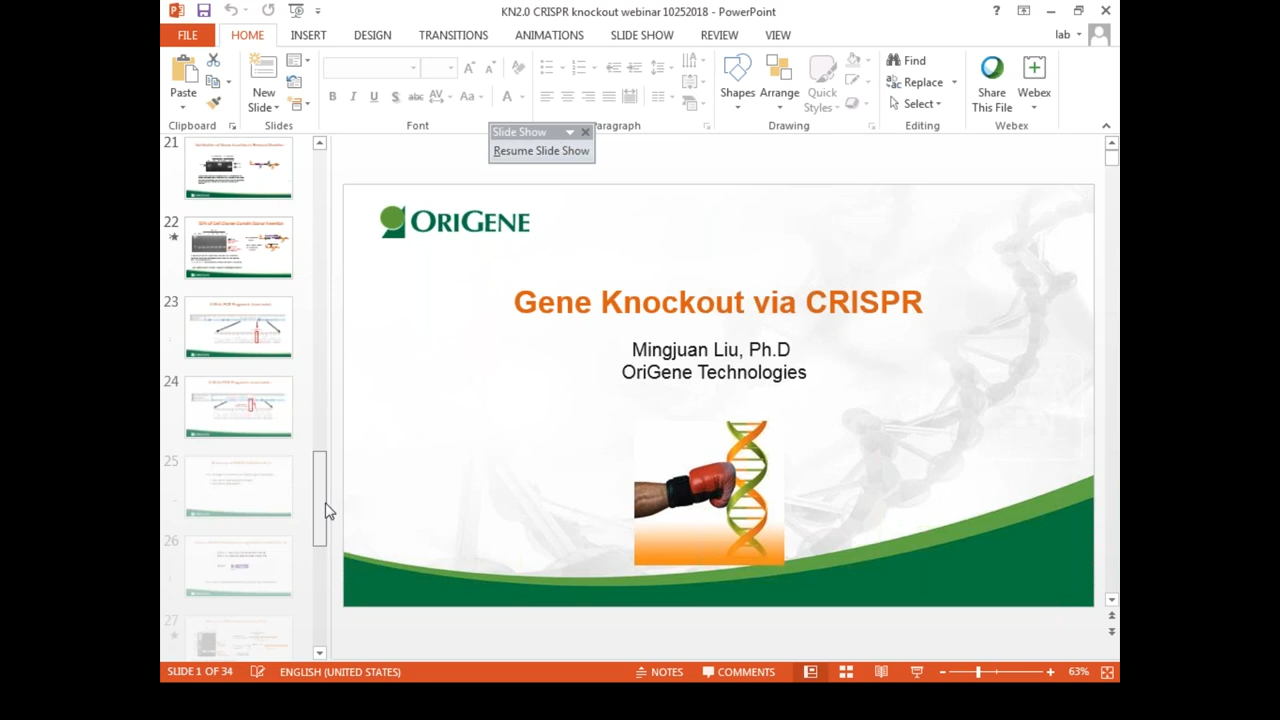 KN2.0 CRISPR knockout webinar 10252018 - PowerPoint
FILE
HOME
INSERT
DESIGN
TRANSITIONS
ANIMATIONS
SLIDE SHOW
REVIEW
VIEW
lab
Paste
New
Slide
B I U S abc AV Aa A
Shapes
Arrange
Quick
Styles
Find
Replace
Select
Share
This File
Webex
Clipboard
Slides
Font
Paragraph
Drawing
Editing
Webex
Slide Show
Resume Slide Show
21
22
23
24
25
26
27
ORIGENE
Gene Knockout via CRISPR
Mingjuan Liu, Ph.D
OriGene Technologies
SLIDE 1 OF 34
ENGLISH (UNITED STATES)
NOTES
COMMENTS
63%